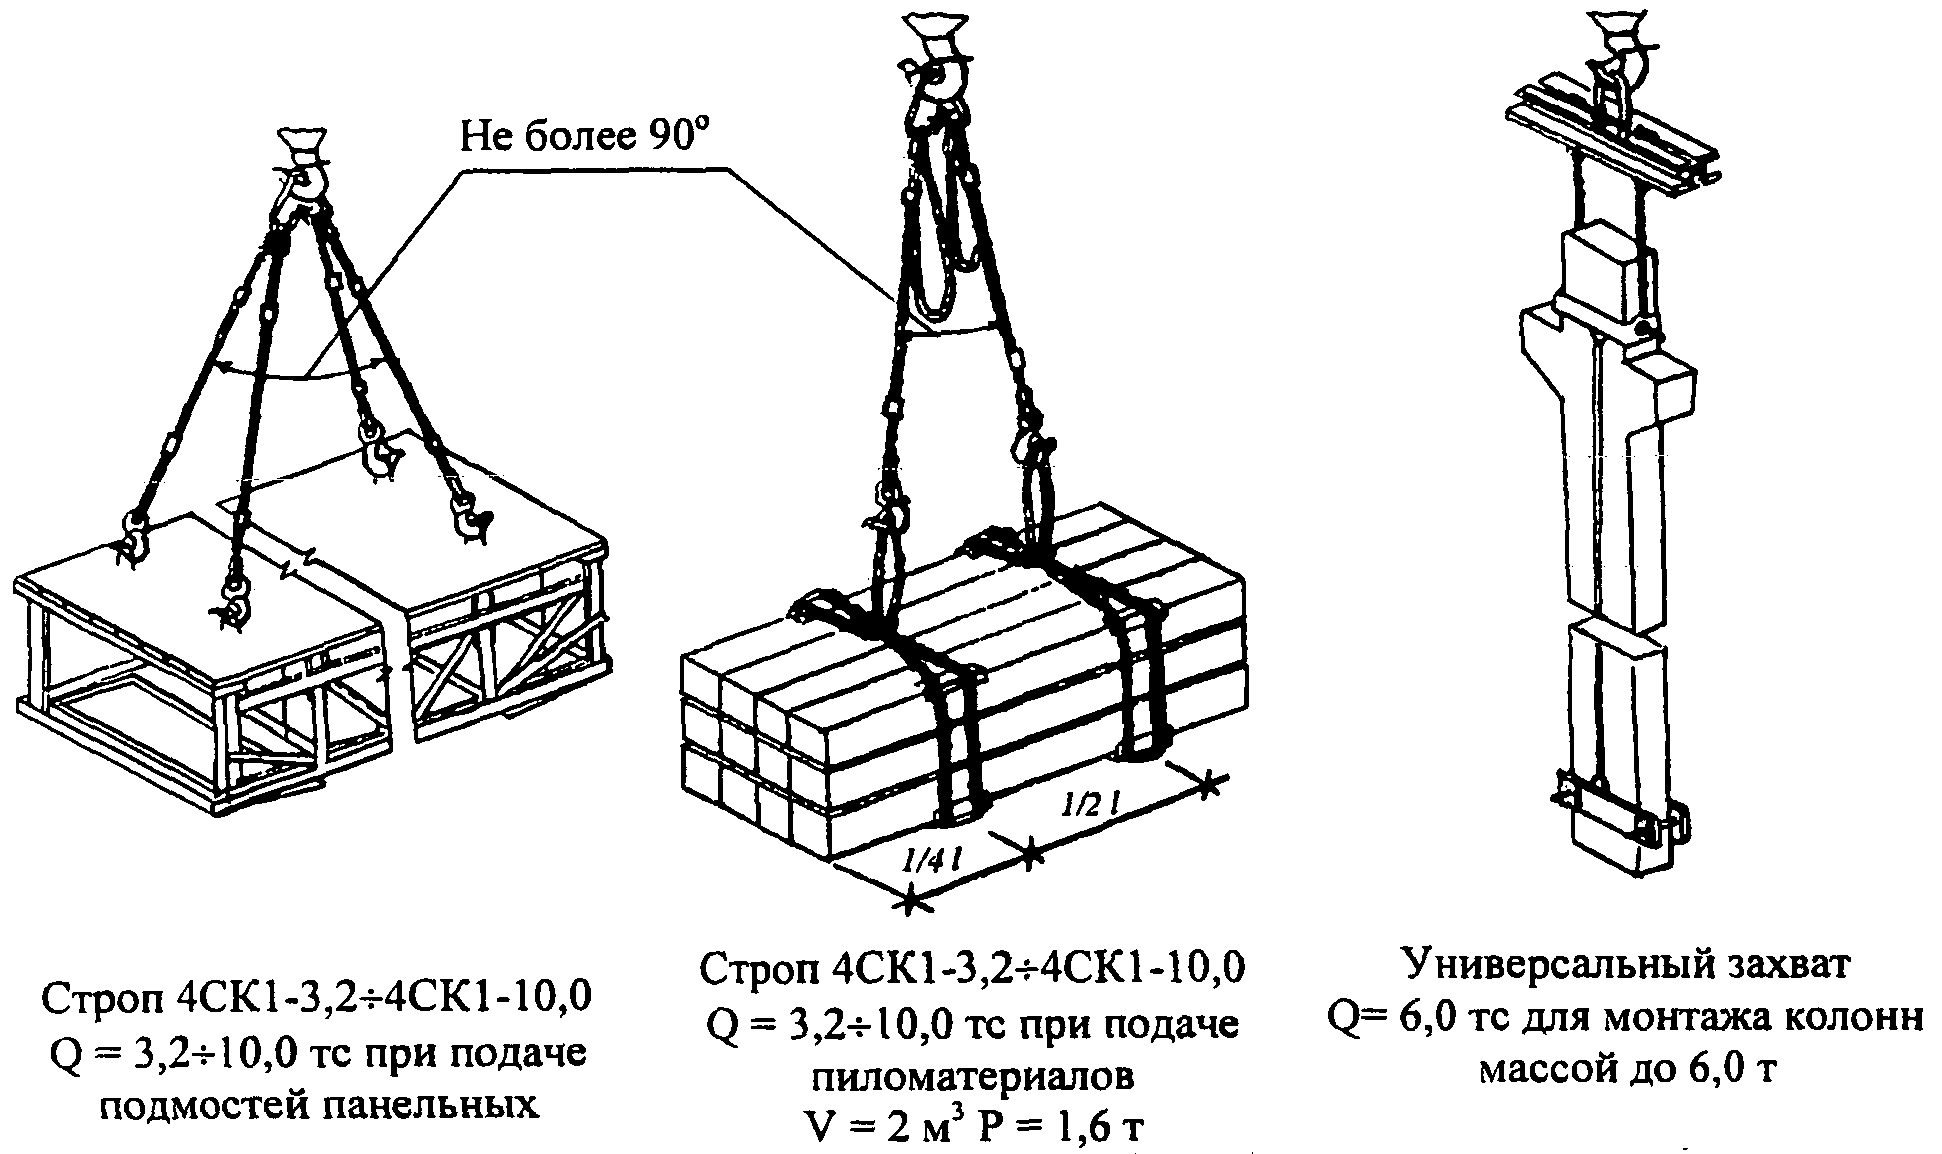 Не более 90°
1/4 l
1/2 l
Строп 4СК1-3,2÷4СК1-10,0
Q = 3,2÷10,0 тс при подаче
подмостей панельных
Строп 4СК1-3,2÷4СК1-10,0
Q = 3,2÷10,0 тс при подаче
пиломатериалов
V = 2 м³ P = 1,6 т
Универсальный захват
Q= 6,0 тс для монтажа колонн
массой до 6,0 т